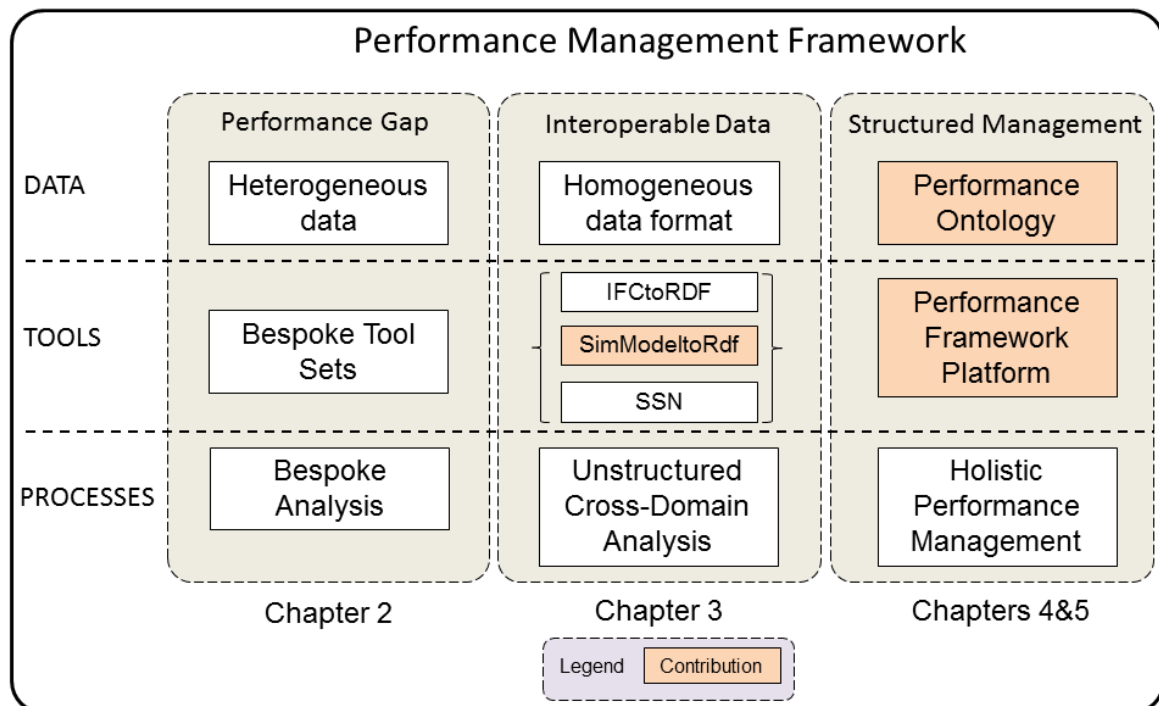 Performance Management Framework
Performance Gap
Interoperable Data
Structured Management
DATA
Heterogeneous
data
Homogeneous
data format
Performance
Ontology
TOOLS
Bespoke Tool
Sets
IFCtoRDF
SimModeltoRdf
SSN
Performance
Framework
Platform
PROCESSES
Bespoke
Analysis
Unstructured
Cross-Domain
Analysis
Holistic
Performance
Management
Chapter 2
Chapter 3
Chapters 4&5
Legend
Contribution